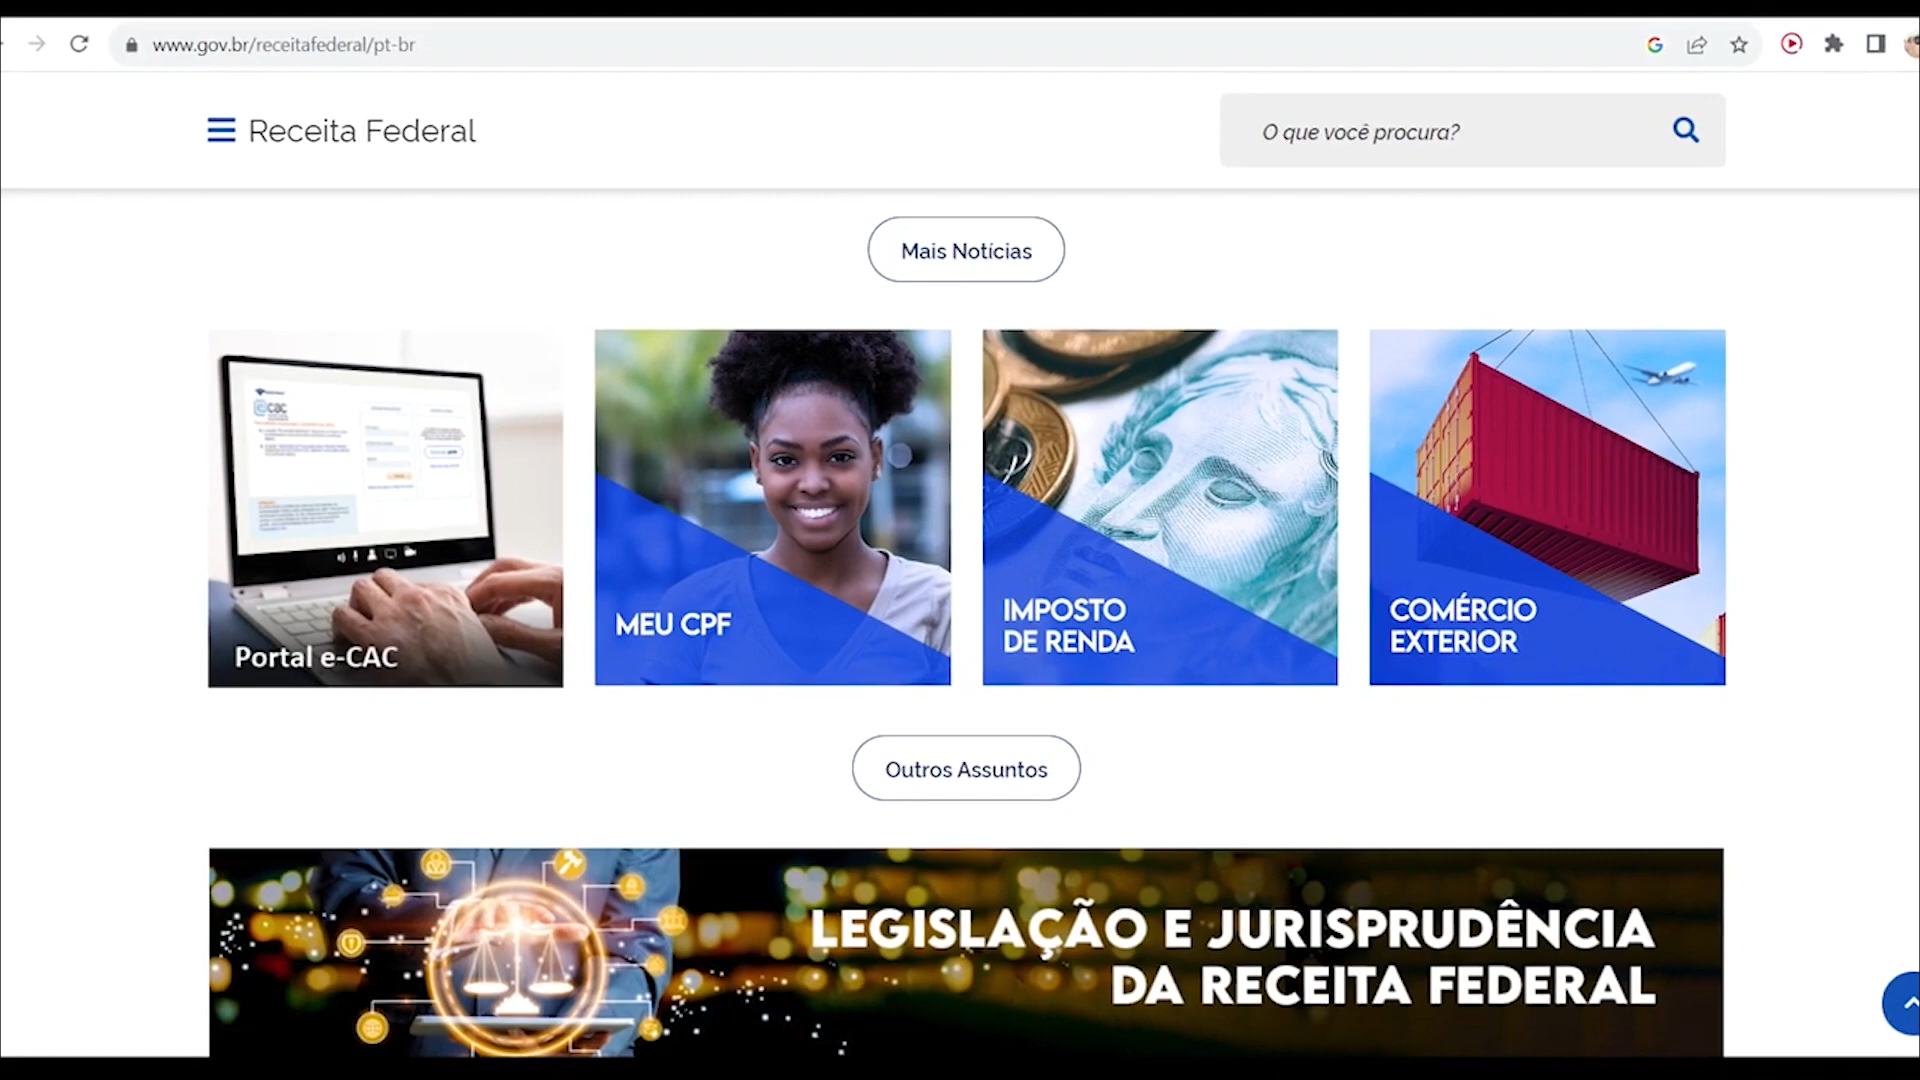 www.gov.br/receitafederal/pt-br
Receita Federal
O que você procura?
Mais Notícias
ecac
Portal e-CAC
MEU CPF
IMPOSTO
DE RENDA
COMÉRCIO
EXTERIOR
Outros Assuntos
LEGISLAÇÃO E JURISPRUDÊNCIA
DA RECEITA FEDERAL